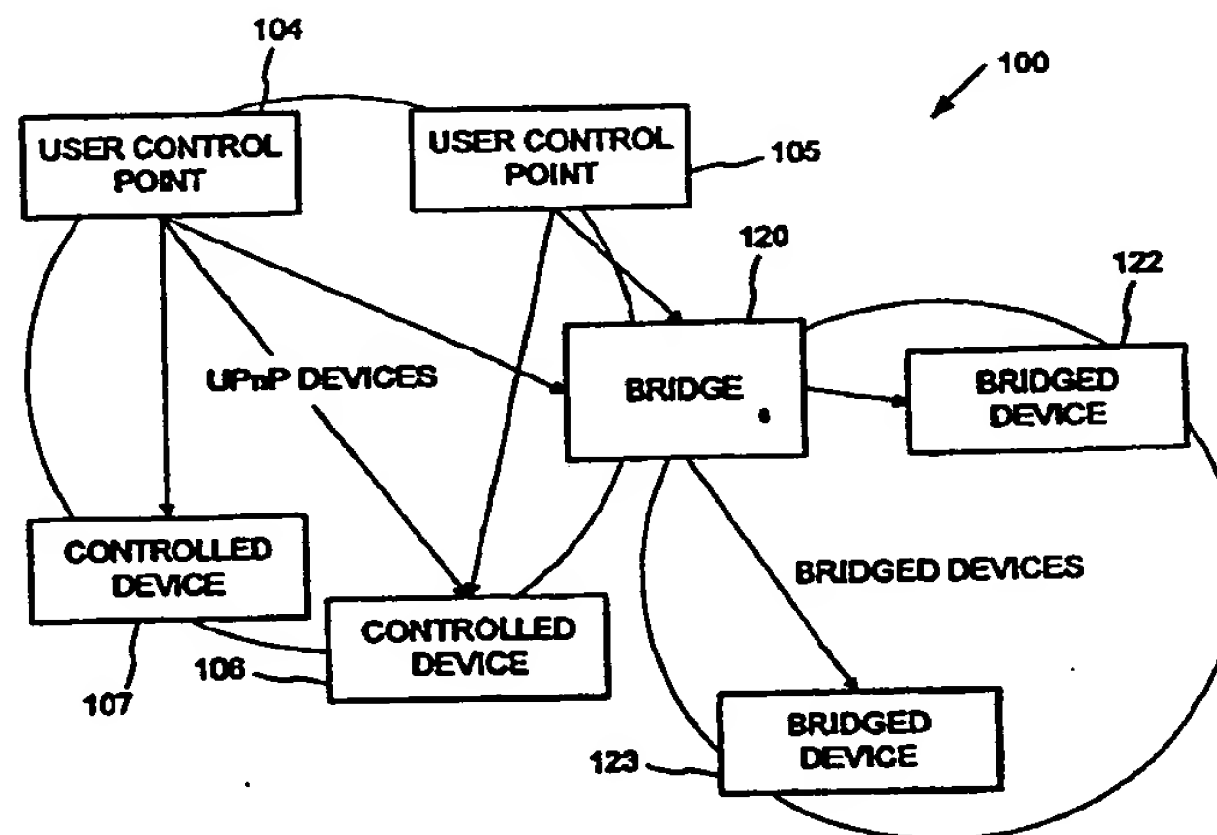 104
100
USER CONTROL
POINT
USER CONTROL
POINT
105
120
122
UPnP DEVICES
BRIDGE
BRIDGED
DEVICE
CONTROLLED
DEVICE
BRIDGED DEVICES
CONTROLLED
DEVICE
107
106
BRIDGED
DEVICE
123